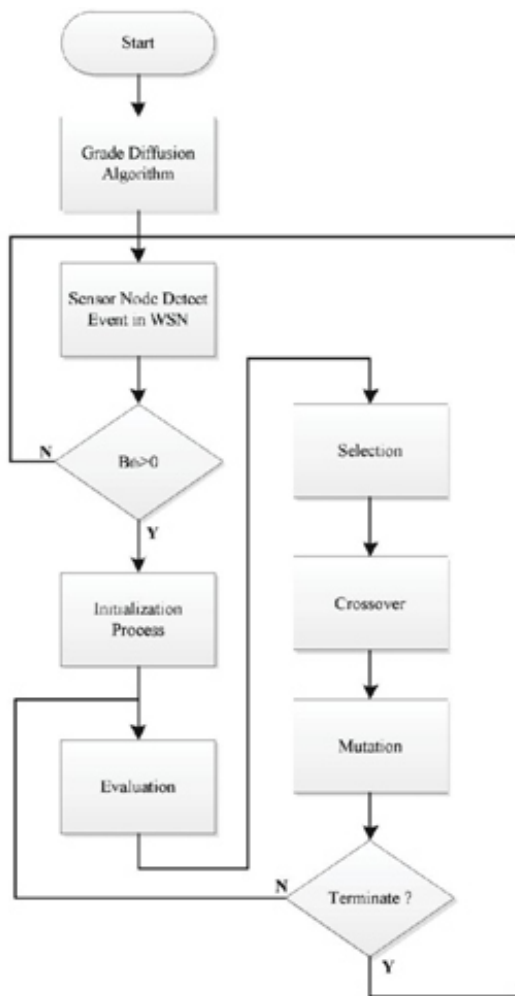 Start
Grade Diffusion
Algorithm
Sensor Node Detect
Event in WSN
N
Bn>0
Y
Initialization
Process
Evaluation
Selection
Crossover
Mutation
N
Terminate ?
Y